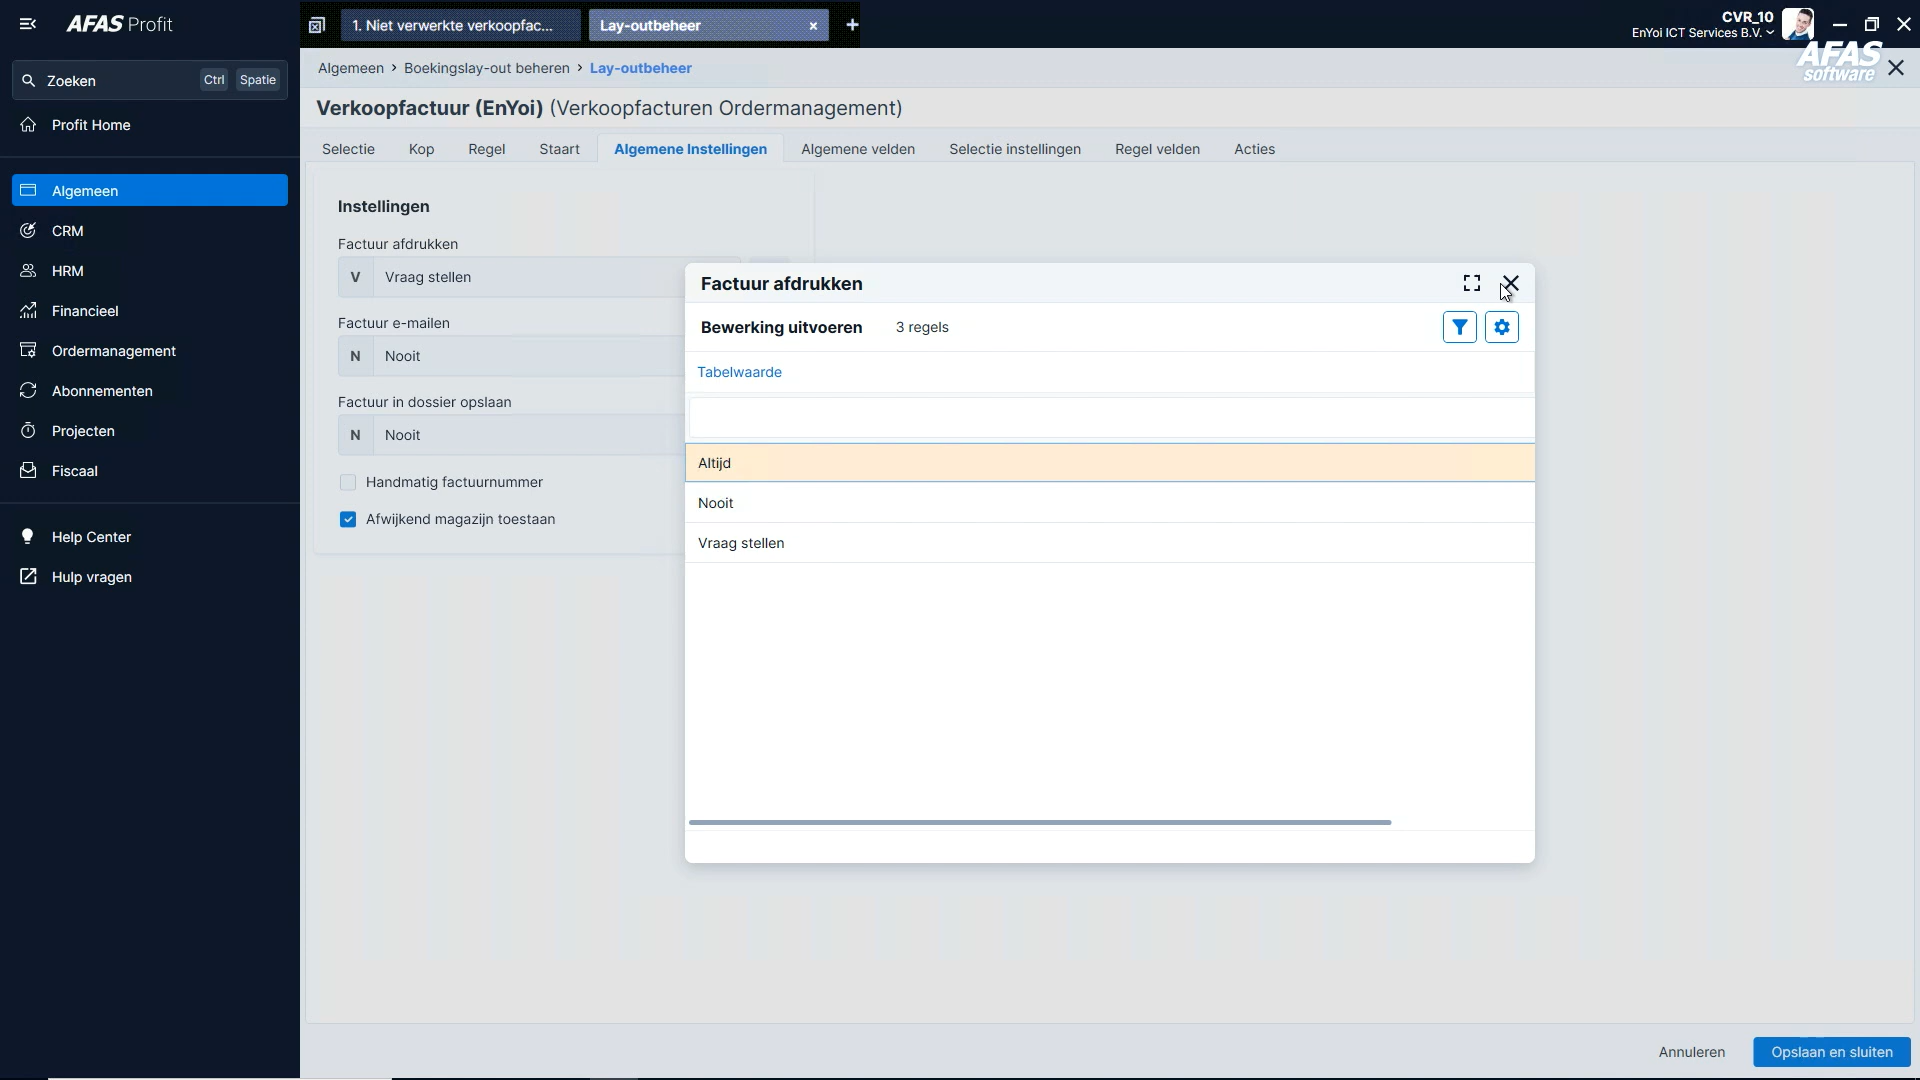 AFAS Profit
1. Niet verwerkte verkoopfac...
Lay-outbeheer
CVR_10
EnYoi ICT Services B.V.
AFAS
software
Zoeken
Ctrl
Spatie
Algemeen > Boekingslay-out beheren > Lay-outbeheer
Verkoopfactuur (EnYoi) (Verkoopfacturen Ordermanagement)
Profit Home
Selectie
Kop
Regel
Staart
Algemene Instellingen
Algemene velden
Selectie instellingen
Regel velden
Acties
Algemeen
CRM
HRM
Financieel
Ordermanagement
Abonnementen
Projecten
Fiscaal
Help Center
Hulp vragen
Instellingen
Factuur afdrukken
V Vraag stellen
Factuur e-mailen
N Nooit
Factuur in dossier opslaan
N Nooit
Handmatig factuurnummer
Afwijkend magazijn toestaan
Factuur afdrukken
Bewerking uitvoeren
3 regels
Tabelwaarde
Altijd
Nooit
Vraag stellen
Annuleren
Opslaan en sluiten